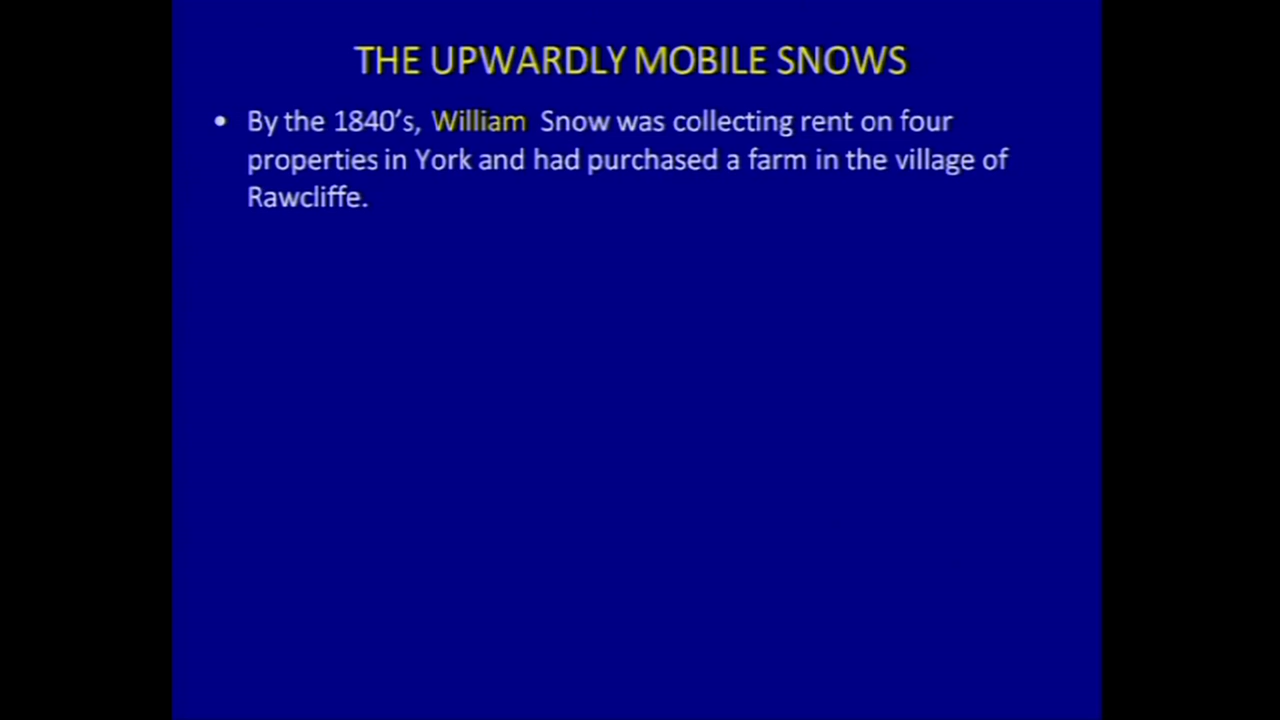 THE UPWARDLY MOBILE SNOWS
• By the 1840's, William Snow was collecting rent on four
properties in York and had purchased a farm in the village of
Rawcliffe.